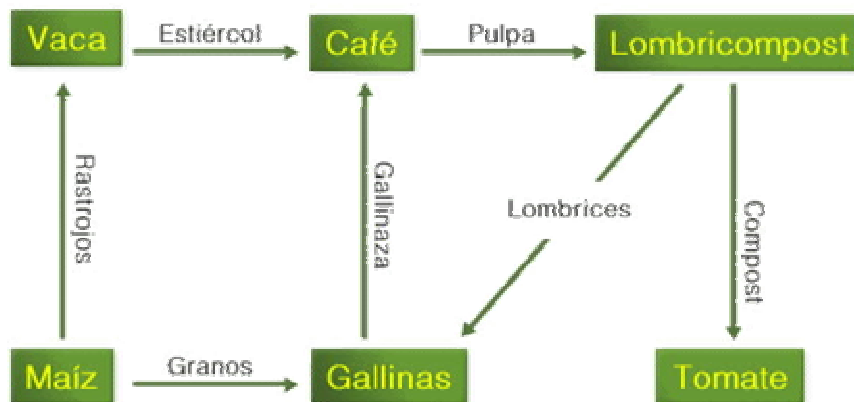 Vaca
Estiércol
Café
Pulpa
Lombricompost
Rastrojos
Gallinaza
Lombrices
Compost
Maíz
Granos
Gallinas
Tomate